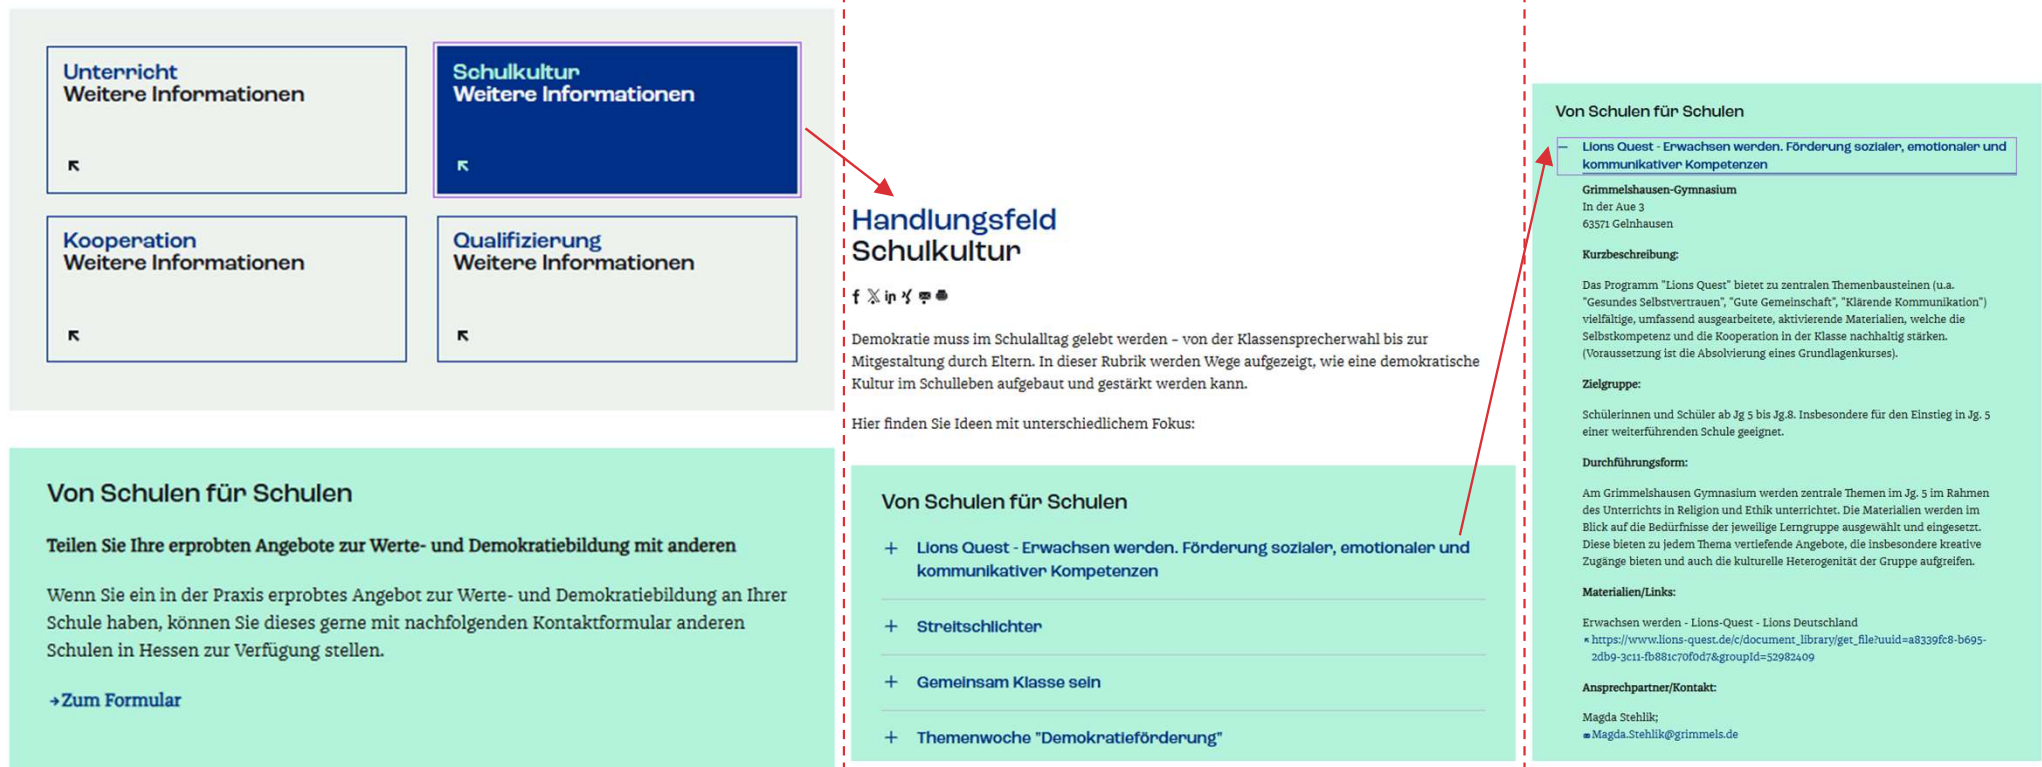 Unterricht
Weitere Informationen
Schulkultur
Weitere Informationen
Kooperation
Weitere Informationen
Qualifizierung
Weitere Informationen
Von Schulen für Schulen
Teilen Sie Ihre erprobten Angebote zur Werte- und Demokratiebildung mit anderen
Wenn Sie ein in der Praxis erprobtes Angebot zur Werte- und Demokratiebildung an Ihrer
Schule haben, können Sie dieses gerne mit nachfolgenden Kontaktformular anderen
Schulen in Hessen zur Verfügung stellen.
→Zum Formular
Handlungsfeld
Schulkultur
Demokratie muss im Schulalltag gelebt werden – von der Klassensprecherwahl bis zur
Mitgestaltung durch Eltern. In dieser Rubrik werden Wege aufgezeigt, wie eine demokratische
Kultur im Schulleben aufgebaut und gestärkt werden kann.
Hier finden Sie Ideen mit unterschiedlichem Fokus:
Von Schulen für Schulen
+ Lions Quest - Erwachsen werden. Förderung sozialer, emotionaler und
kommunikativer Kompetenzen
+ Streitschlichter
+ Gemeinsam Klasse sein
+ Themenwoche "Demokratieförderung"
Von Schulen für Schulen
– Lions Quest - Erwachsen werden. Förderung sozialer, emotionaler und
kommunikativer Kompetenzen
Grimmelshausen-Gymnasium
In der Aue 3
63571 Gelnhausen
Kurzbeschreibung:
Das Programm "Lions Quest" bietet zu zentralen Themenbausteinen (u.a.
"Gesundes Selbstvertrauen", "Gute Gemeinschaft", "Klärende Kommunikation")
vielfältige, umfassend ausgearbeitete, aktivierende Materialien, welche die
Selbstkompetenz und die Kooperation in der Klasse nachhaltig stärken.
(Voraussetzung ist die Absolvierung eines Grundlagenkurses).
Zielgruppe:
Schülerinnen und Schüler ab Jg 5 bis Jg.8. Insbesondere für den Einstieg in Jg. 5
einer weiterführenden Schule geeignet.
Durchführungsform:
Am Grimmelshausen Gymnasium werden zentrale Themen im Jg. 5 im Rahmen
des Unterrichts in Religion und Ethik unterrichtet. Die Materialien werden im
Blick auf die Bedürfnisse der jeweilige Lerngruppe ausgewählt und eingesetzt.
Diese bieten zu jedem Thema vertiefende Angebote, die insbesondere kreative
Zugänge bieten und auch die kulturelle Heterogenität der Gruppe aufgreifen.
Materialien/Links:
Erwachsen werden - Lions-Quest - Lions Deutschland
https://www.lions-quest.de/c/document_library/get_file?uuid=a8339fc8-b695-
2db9-3c11-fb881c70f0d7&groupId=52982409
Ansprechpartner/Kontakt:
Magda Stehlik;
Magda.Stehlik@grimmels.de